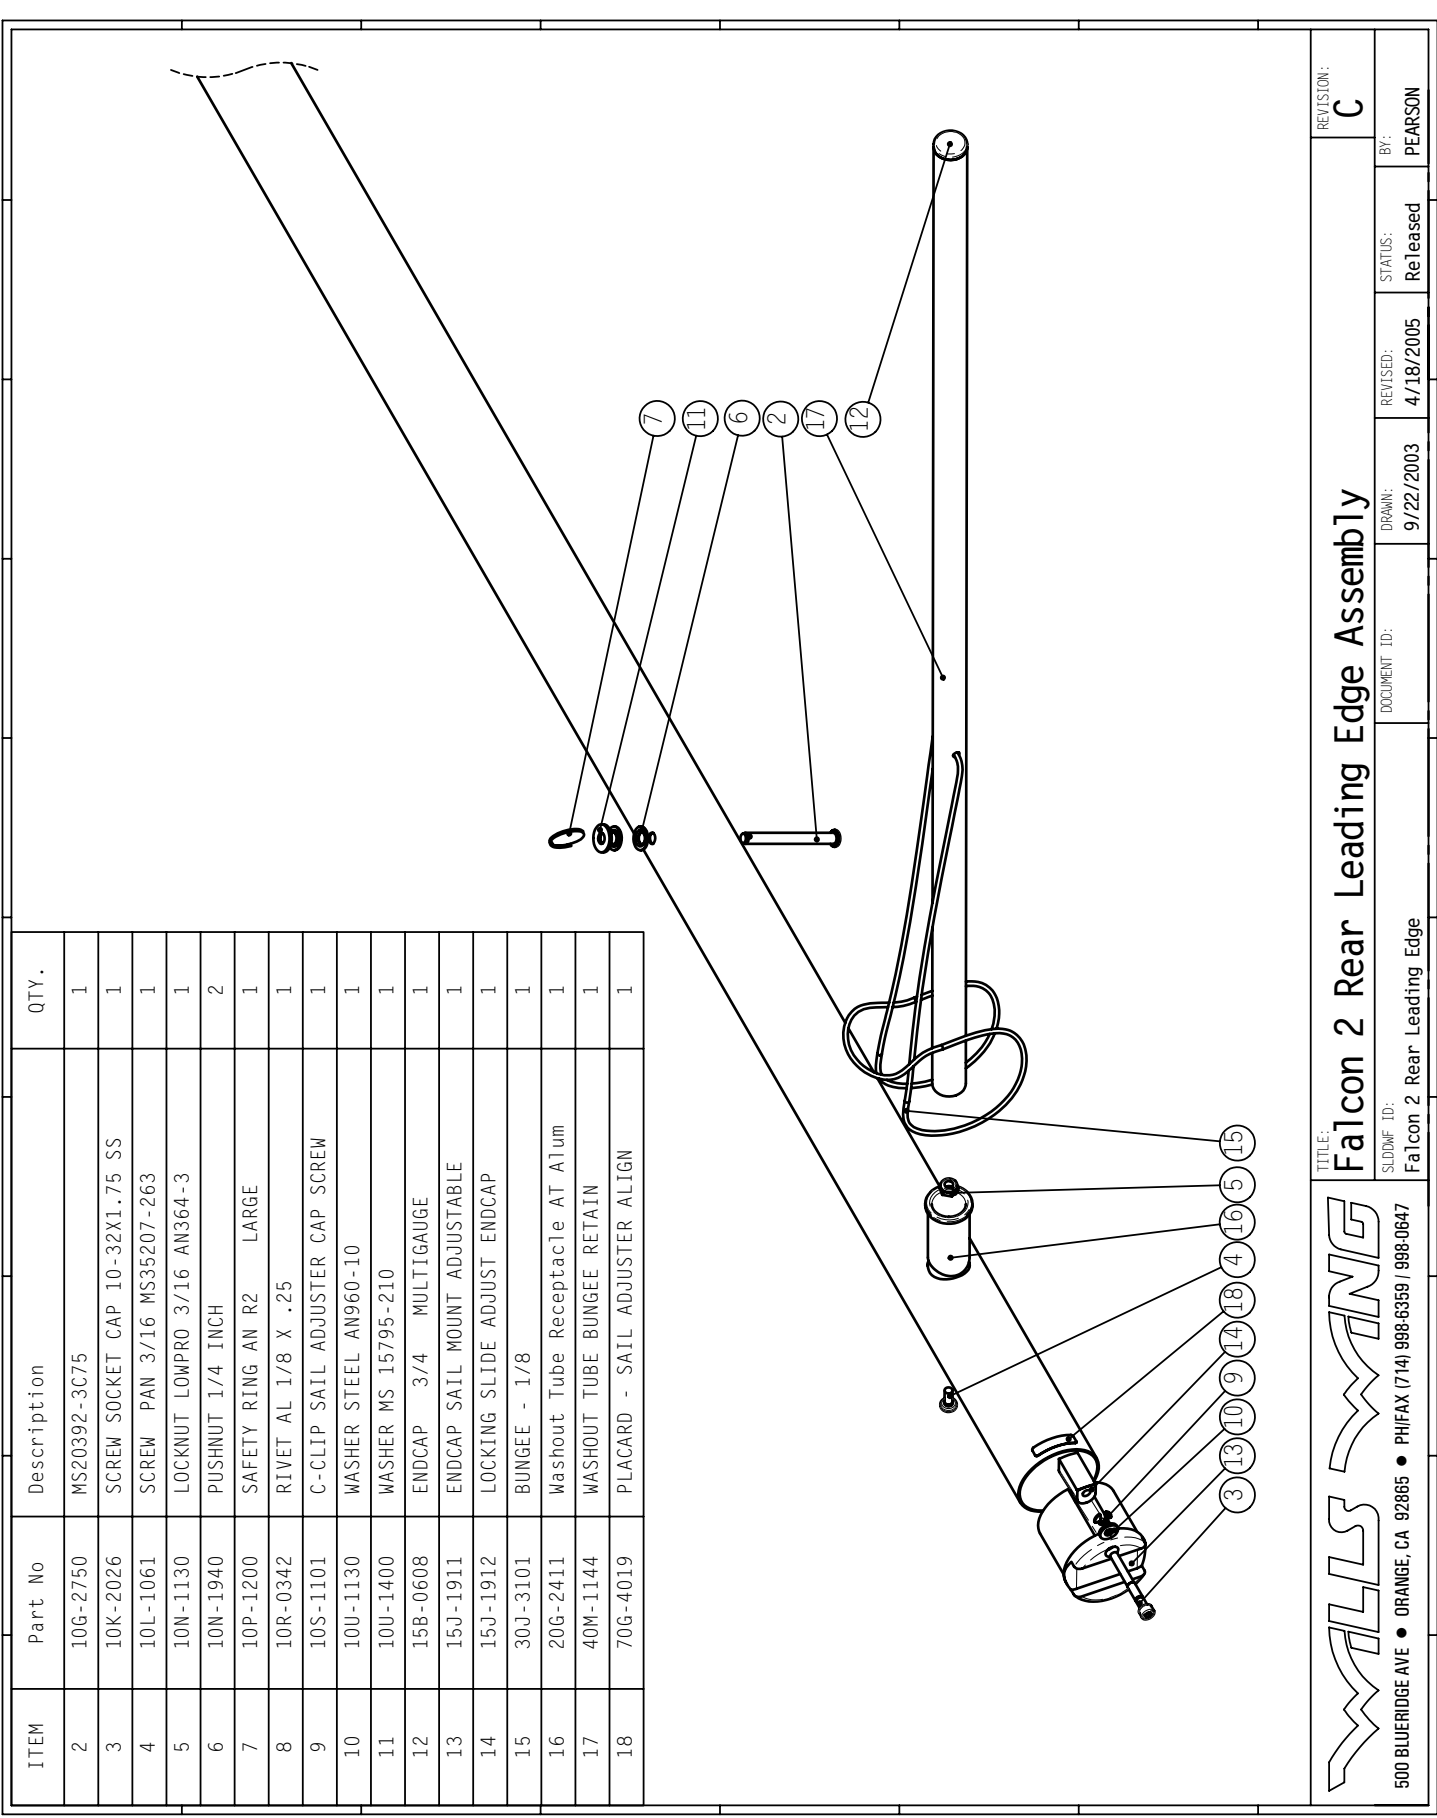 ITEM Part No Description QTY.
2 10G-2750 MS20392-3C75 1
3 10K-2026 SCREW SOCKET CAP 10-32X1.75 SS 1
4 10L-1061 SCREW PAN 3/16 MS35207-263 1
5 10N-1130 LOCKNUT LOWPRO 3/16 AN364-3 1
6 10N-1940 PUSHNUT 1/4 INCH 2
7 10P-1200 SAFETY RING AN R2 LARGE 1
8 10R-0342 RIVET AL 1/8 X .25 1
9 10S-1101 C-CLIP SAIL ADJUSTER CAP SCREW 1
10 10U-1130 WASHER STEEL AN960-10 1
11 10U-1400 WASHER MS 15795-210 1
12 15B-0608 ENDCAP 3/4 MULTIGAUGE 1
13 15J-1911 ENDCAP SAIL MOUNT ADJUSTABLE 1
14 15J-1912 LOCKING SLIDE ADJUST ENDCAP 1
15 30J-3101 BUNGEE - 1/8 1
16 20G-2411 Washout Tube Receptacle AT Alum 1
17 40M-1144 WASHOUT TUBE BUNGEE RETAIN 1
18 70G-4019 PLACARD - SAIL ADJUSTER ALIGN 1
7
11
6
2
17
12
3
13
10
9
14
18
4
16
5
15
WILLS WING
500 BLUERIDGE AVE ● ORANGE, CA 92865 ● PH/FAX (714) 998-6359 / 998-0647
TITLE:
Falcon 2 Rear Leading Edge Assembly
REVISION:
C
SLDDWF ID:
Falcon 2 Rear Leading Edge
DOCUMENT ID:
DRAWN:
9/22/2003
REVISED:
4/18/2005
STATUS:
Released
BY:
PEARSON